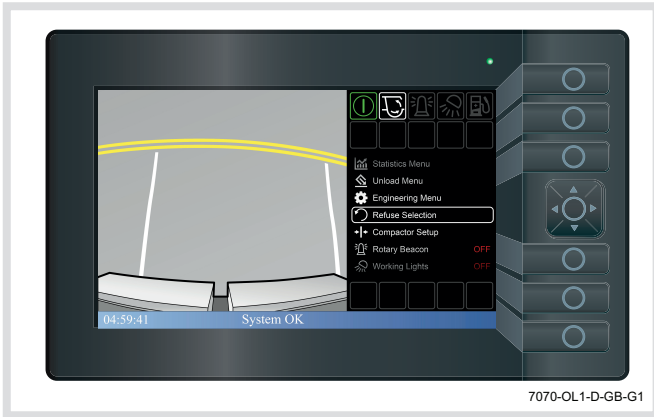 Statistics Menu
Unload Menu
Engineering Menu
Refuse Selection
Compactor Setup
Rotary Beacon OFF
Working Lights OFF
04:59:41 System OK
7070-OL1-D-GB-G1